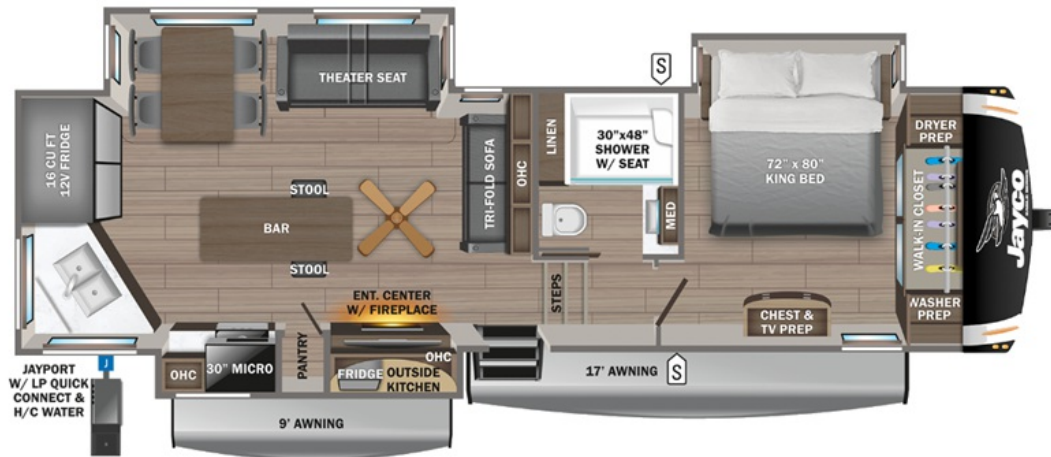 THEATER SEAT
16 CU FT
12V FRIDGE
STOOL
BAR
STOOL
TRI-FOLD SOFA
OHC
LINEN
30"x48"
SHOWER
W/ SEAT
MED
S
72" x 80"
KING BED
DRYER
PREP
WALK-IN CLOSET
WASHER
PREP
Jayco
STEPS
CHEST &
TV PREP
ENT. CENTER
W/ FIREPLACE
OHC
30" MICRO
PANTRY
OHC
FRIDGE
OUTSIDE
KITCHEN
17' AWNING
S
9' AWNING
J
JAYPORT
W/ LP QUICK
CONNECT &
H/C WATER